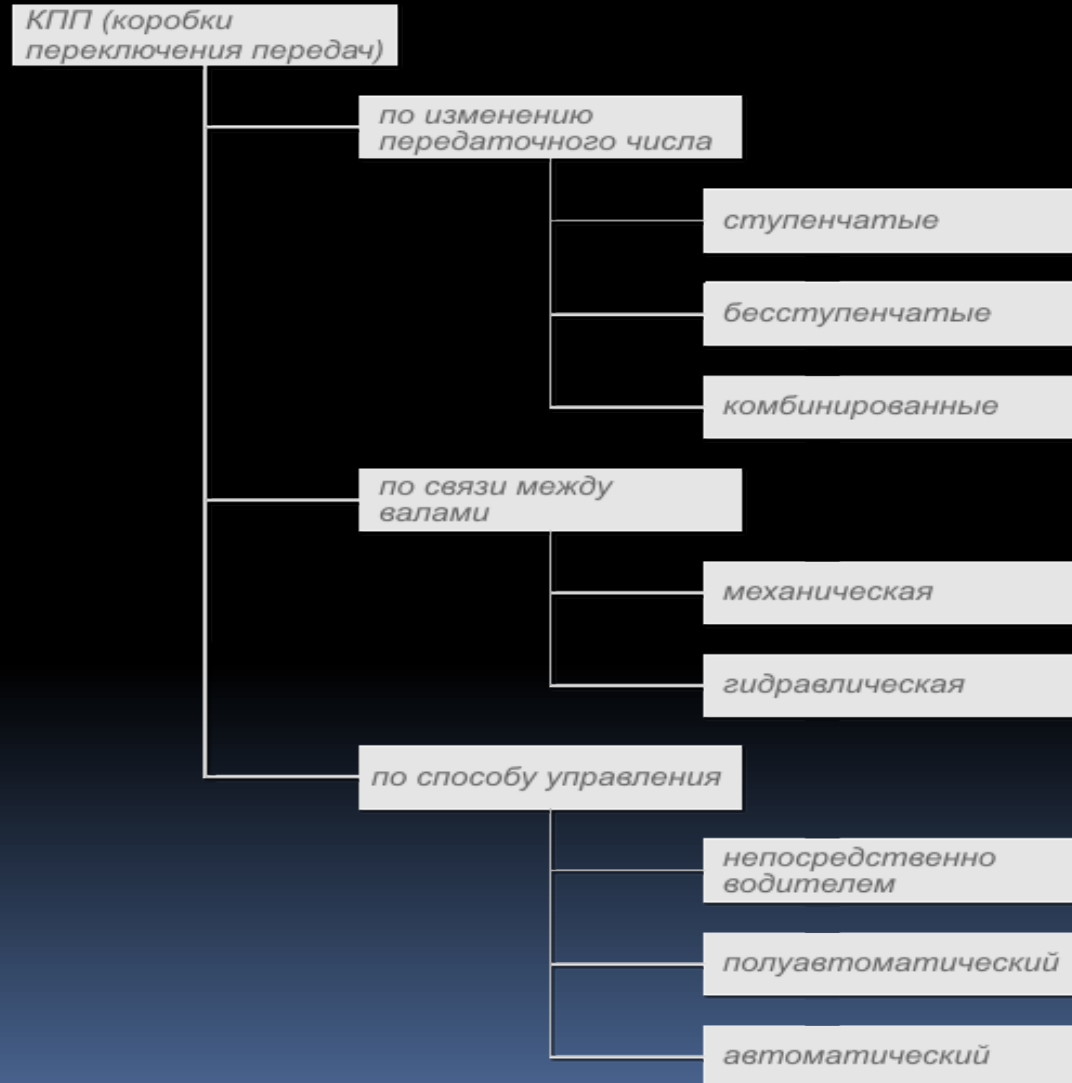 КПП (коробки
переключения передач)
по изменению
передаточного числа
ступенчатые
бесступенчатые
комбинированные
по связи между
валами
механическая
гидравлическая
по способу управления
непосредственно
водителем
полуавтоматический
автоматический